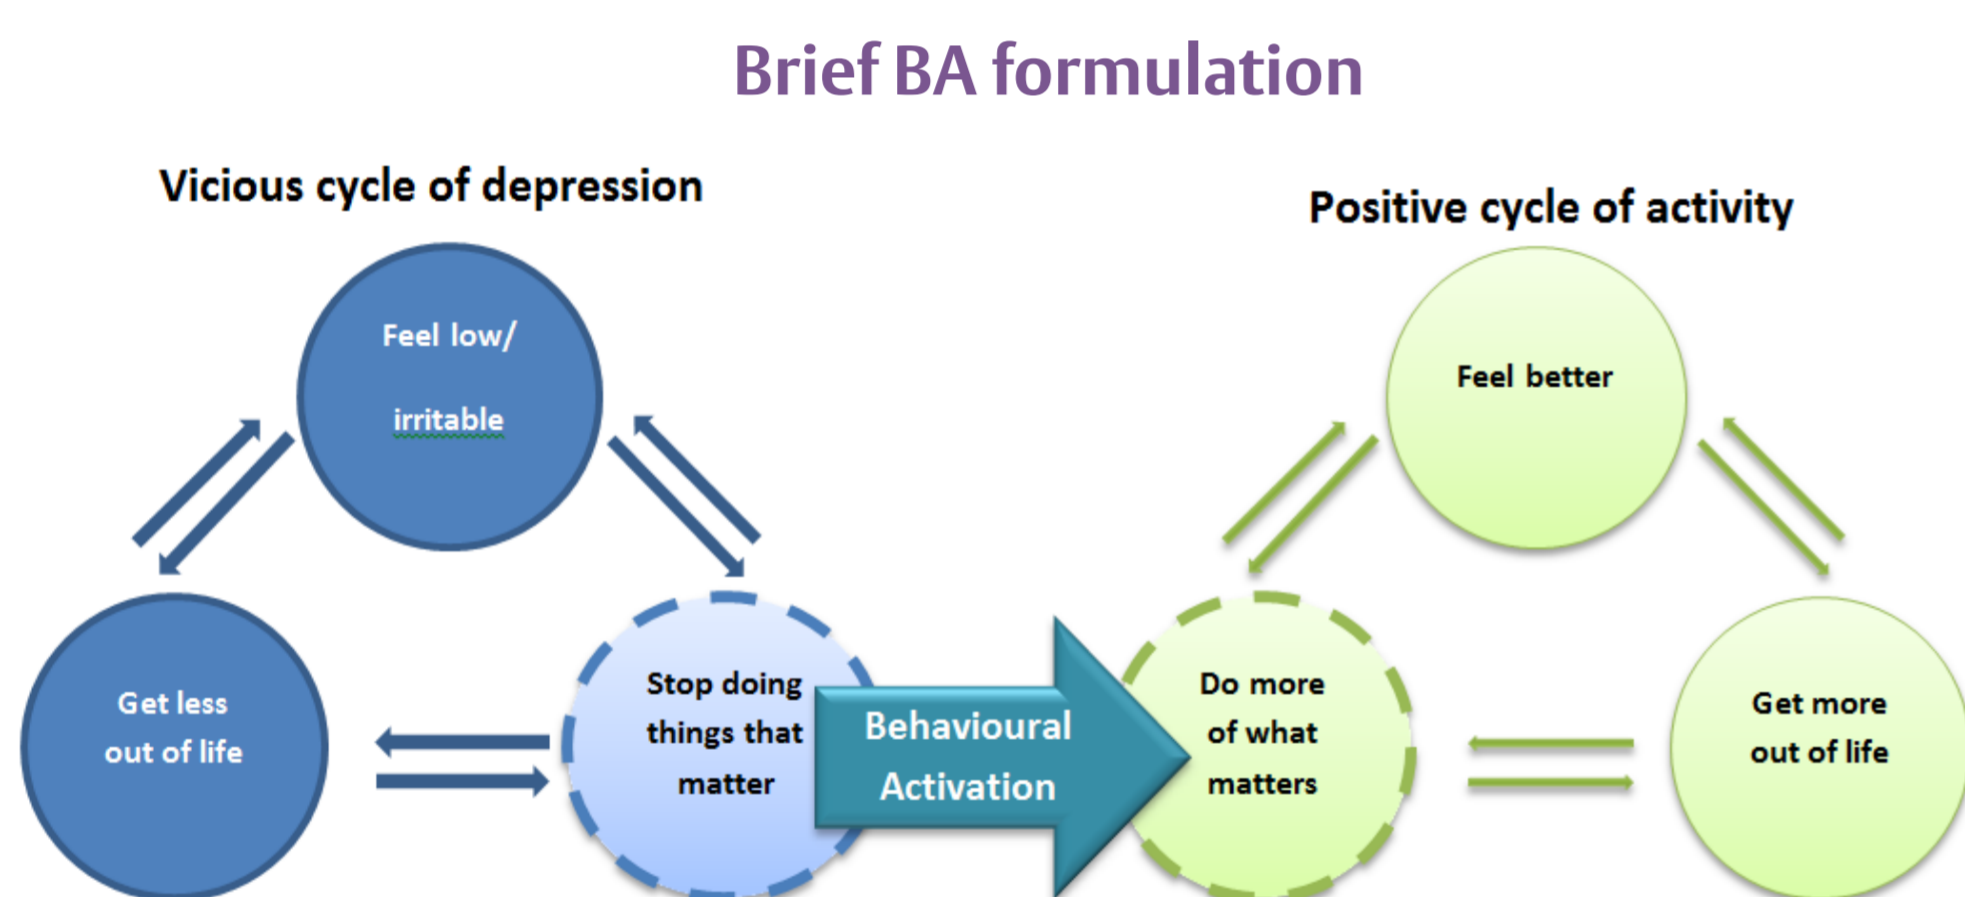 Brief BA formulation
Vicious cycle of depression
Feel low/
irritable
Get less
out of life
Stop doing
things that
matter
Behavioural
Activation
Positive cycle of activity
Feel better
Do more
of what
matters
Get more
out of life